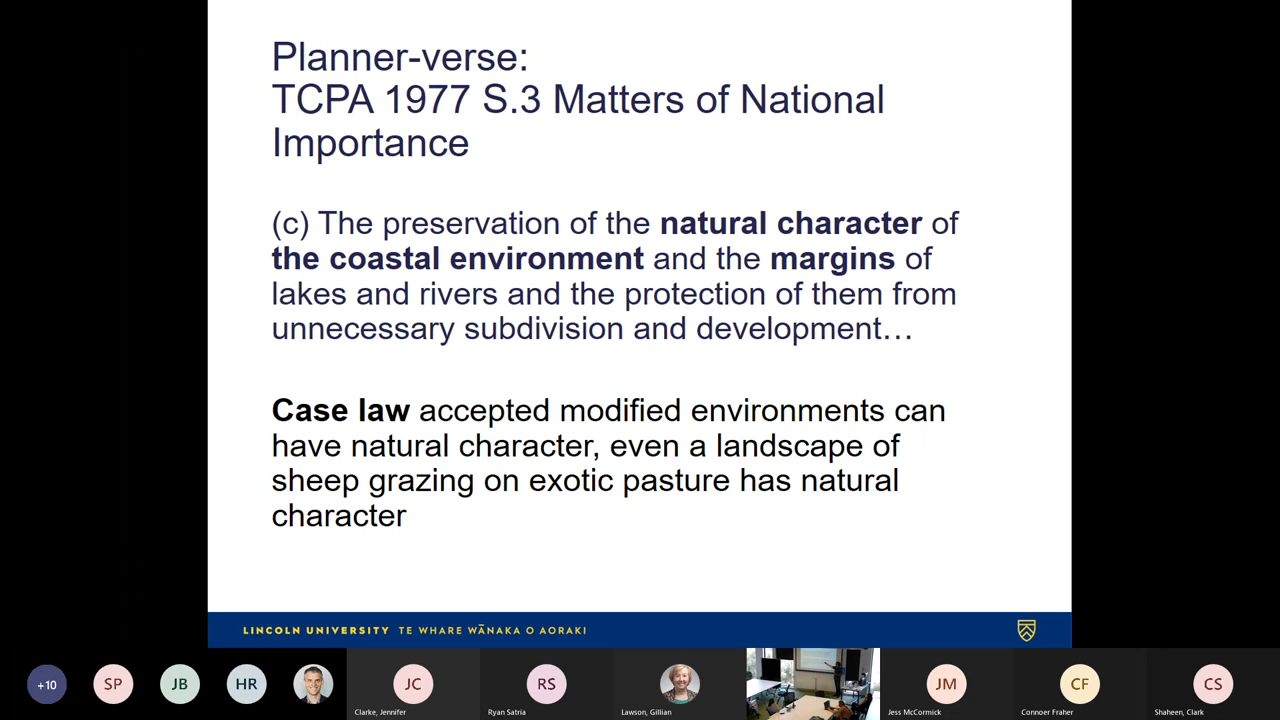 Planner-verse:
TCPA 1977 S.3 Matters of National
Importance
(c) The preservation of the natural character of
the coastal environment and the margins of
lakes and rivers and the protection of them from
unnecessary subdivision and development…
Case law accepted modified environments can
have natural character, even a landscape of
sheep grazing on exotic pasture has natural
character
LINCOLN UNIVERSITY TE WHARE WĀNAKA O AORAKI
+10
SP
JB
HR
JC
RS
JM
CF
CS
Clarke, Jennifer
Ryan Satria
Lawson, Gillian
Jess McCormick
Connoer Fraher
Shaheen, Clark